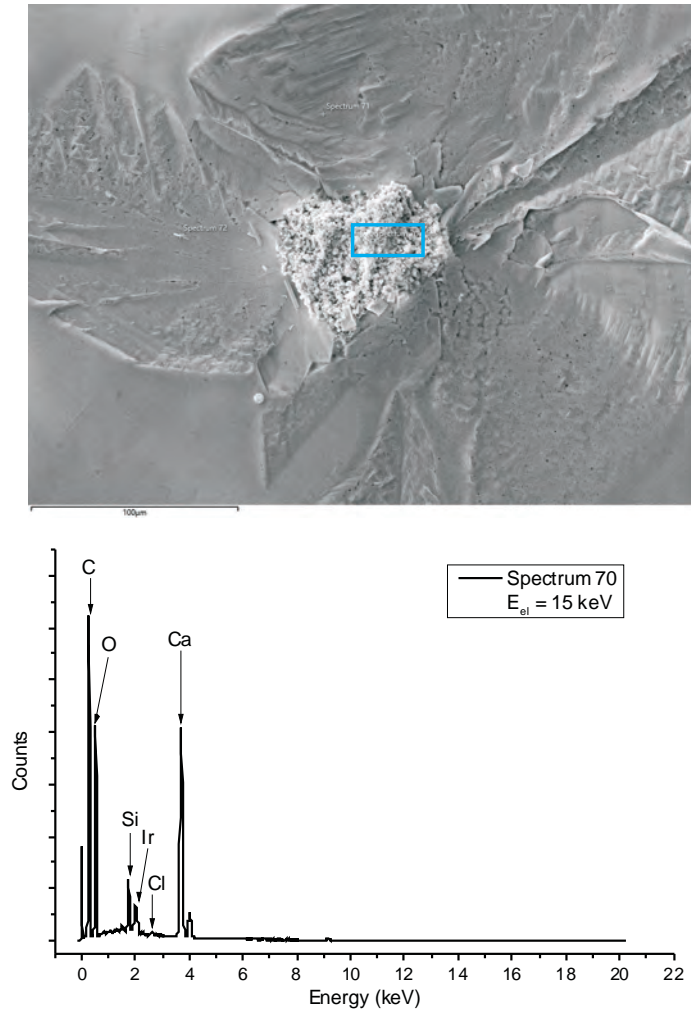 Spectrum 71
Spectrum 72
100µm
C
O
Ca
Si
Ir
Cl
Spectrum 70
E_el = 15 keV
Counts
0 2 4 6 8 10 12 14 16 18 20 22
Energy (keV)